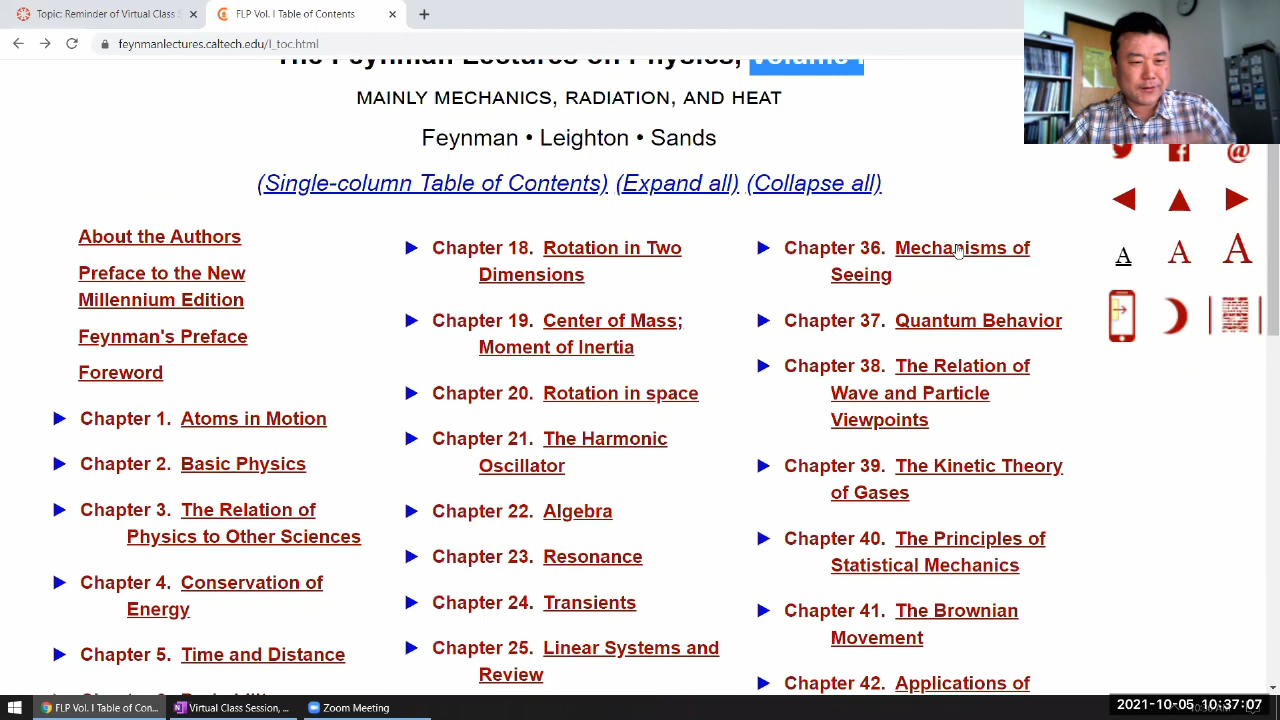 Topic: Reminder of Virtual Class S
FLP Vol. I Table of Contents
feynmanlectures.caltech.edu/I_toc.html
The Feynman Lectures on Physics, Volume I
MAINLY MECHANICS, RADIATION, AND HEAT
Feynman • Leighton • Sands
(Single-column Table of Contents) (Expand all) (Collapse all)
About the Authors
Preface to the New
Millennium Edition
Feynman's Preface
Foreword
Chapter 1. Atoms in Motion
Chapter 2. Basic Physics
Chapter 3. The Relation of
Physics to Other Sciences
Chapter 4. Conservation of
Energy
Chapter 5. Time and Distance
Chapter 18. Rotation in Two
Dimensions
Chapter 19. Center of Mass;
Moment of Inertia
Chapter 20. Rotation in space
Chapter 21. The Harmonic
Oscillator
Chapter 22. Algebra
Chapter 23. Resonance
Chapter 24. Transients
Chapter 25. Linear Systems and
Review
Chapter 36. Mechanisms of
Seeing
Chapter 37. Quantum Behavior
Chapter 38. The Relation of
Wave and Particle
Viewpoints
Chapter 39. The Kinetic Theory
of Gases
Chapter 40. The Principles of
Statistical Mechanics
Chapter 41. The Brownian
Movement
Chapter 42. Applications of
@
A A A
FLP Vol. I Table of Con...
Virtual Class Session, ...
Zoom Meeting
2021-10-05 10:37:07